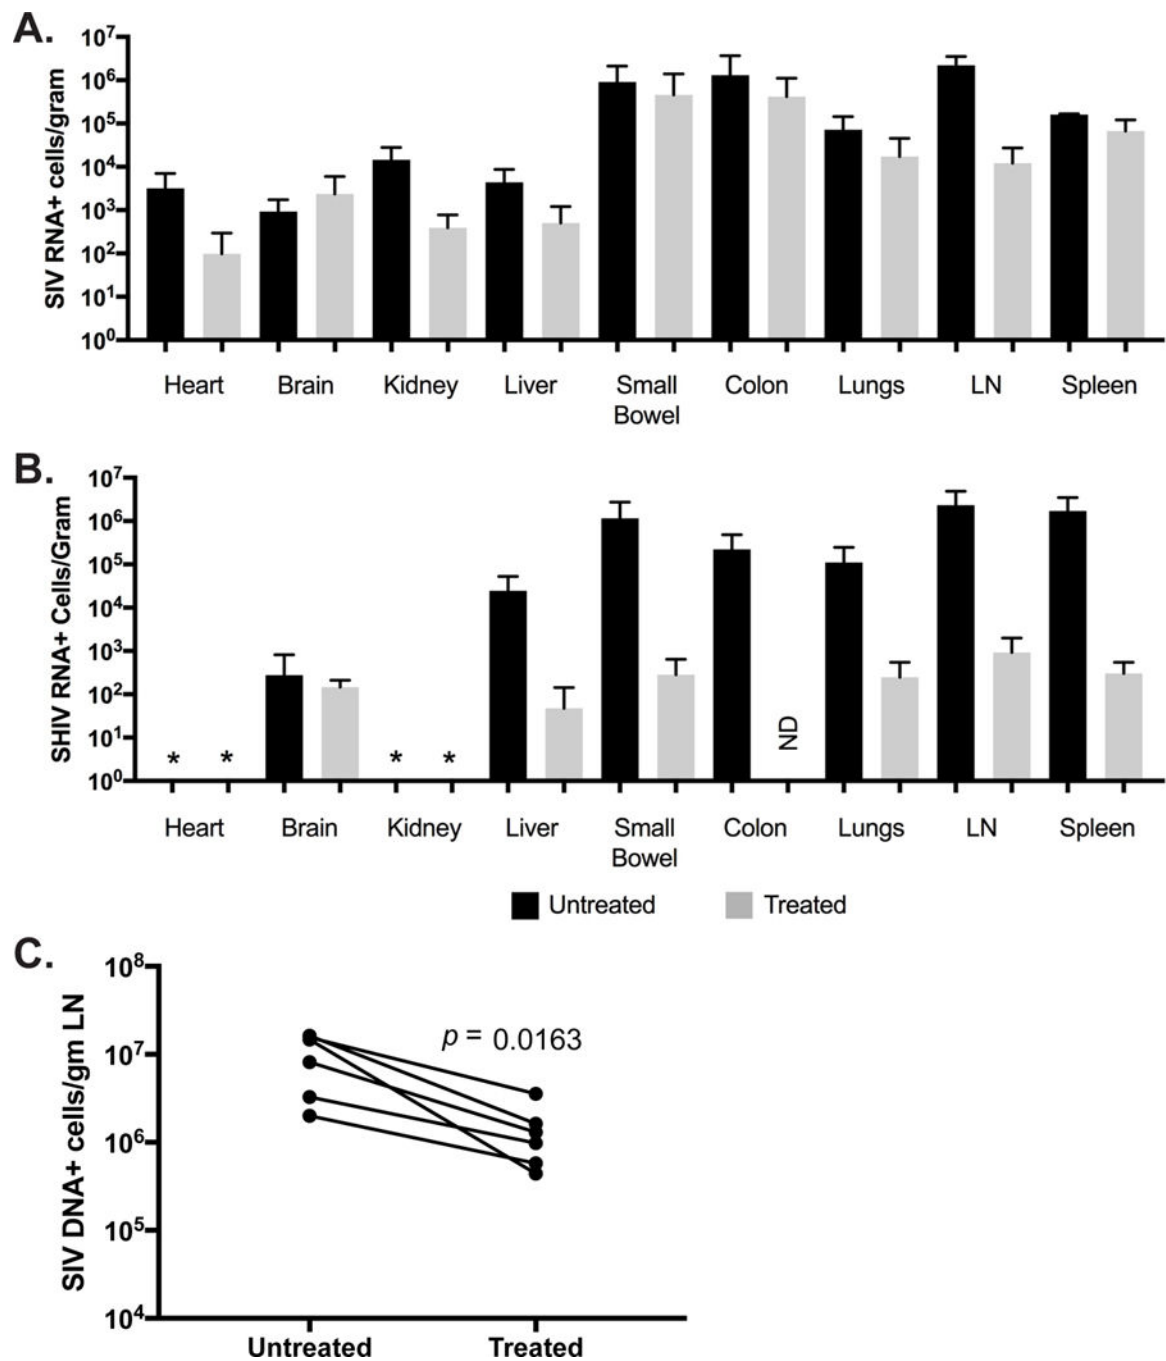 A.
SIV RNA+ cells/gram
10⁷
10⁶
10⁵
10⁴
10³
10²
10¹
10⁰
Heart Brain Kidney Liver Small Bowel Colon Lungs LN Spleen
B.
SHIV RNA+ Cells/Gram
10⁷
10⁶
10⁵
10⁴
10³
10²
10¹
10⁰
* * * * ND
Heart Brain Kidney Liver Small Bowel Colon Lungs LN Spleen
Untreated Treated
C.
SIV DNA+ cells/gm LN
10⁸
10⁷
10⁶
10⁵
10⁴
p = 0.0163
Untreated Treated